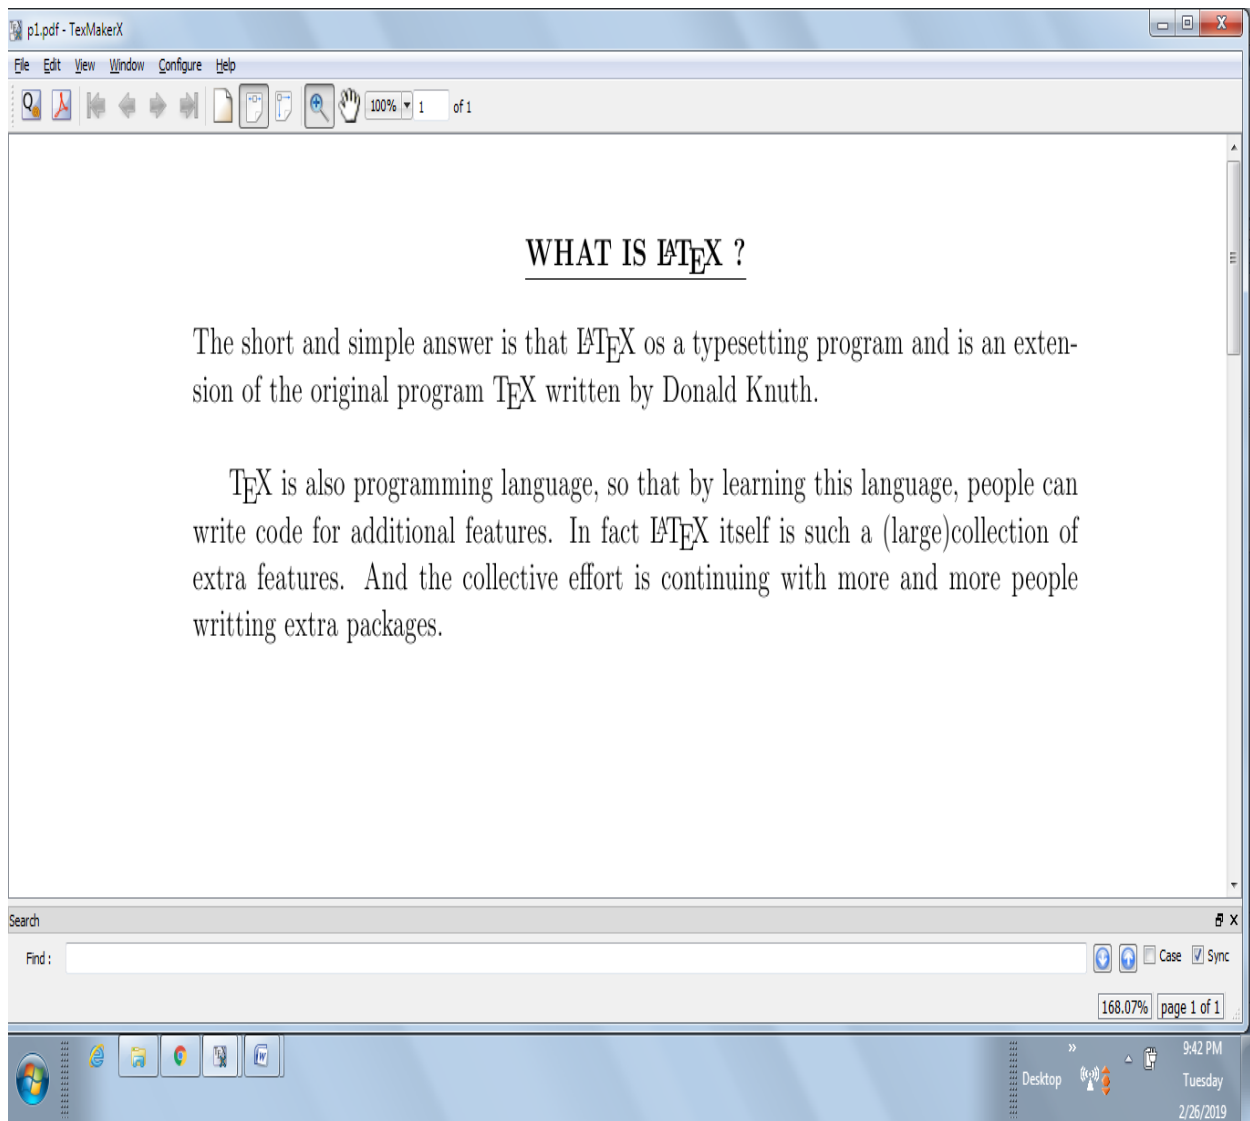 p1.pdf - TexMakerX
File Edit View Window Configure Help
100% 1 of 1
WHAT IS LATEX ?
The short and simple answer is that LATEX os a typesetting program and is an exten-
sion of the original program TEX written by Donald Knuth.
TEX is also programming language, so that by learning this language, people can
write code for additional features. In fact LATEX itself is such a (large)collection of
extra features. And the collective effort is continuing with more and more people
writting extra packages.
Search
Find :
Case Sync
168.07% page 1 of 1
9:42 PM
Desktop
Tuesday
2/26/2019